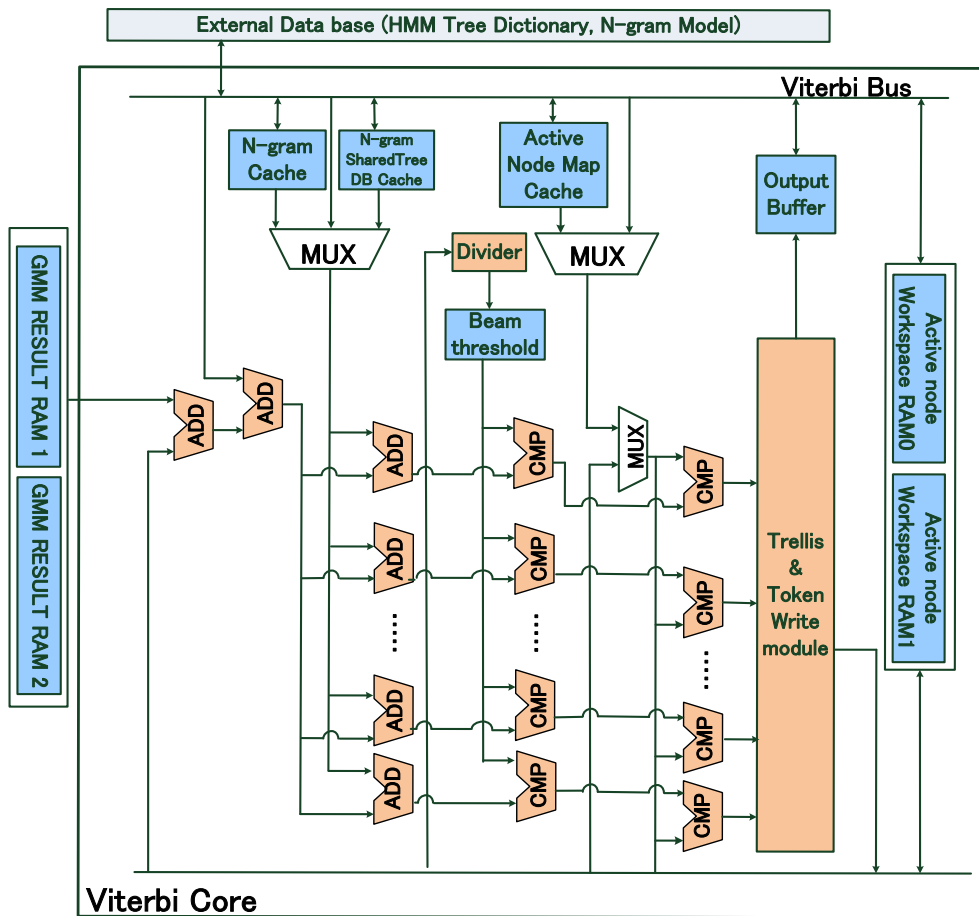 External Data base (HMM Tree Dictionary, N-gram Model)
Viterbi Bus
N-gram
Cache
N-gram
SharedTree
DB Cache
Active
Node Map
Cache
Output
Buffer
MUX
Divider
MUX
Beam
threshold
GMM RESULT RAM 1
GMM RESULT RAM 2
Active node
Workspace RAM0
Active node
Workspace RAM1
ADD
ADD
ADD
CMP
MUX
CMP
ADD
CMP
CMP
.....
.....
.....
ADD
CMP
CMP
ADD
CMP
CMP
Trellis
&
Token
Write
module
Viterbi Core